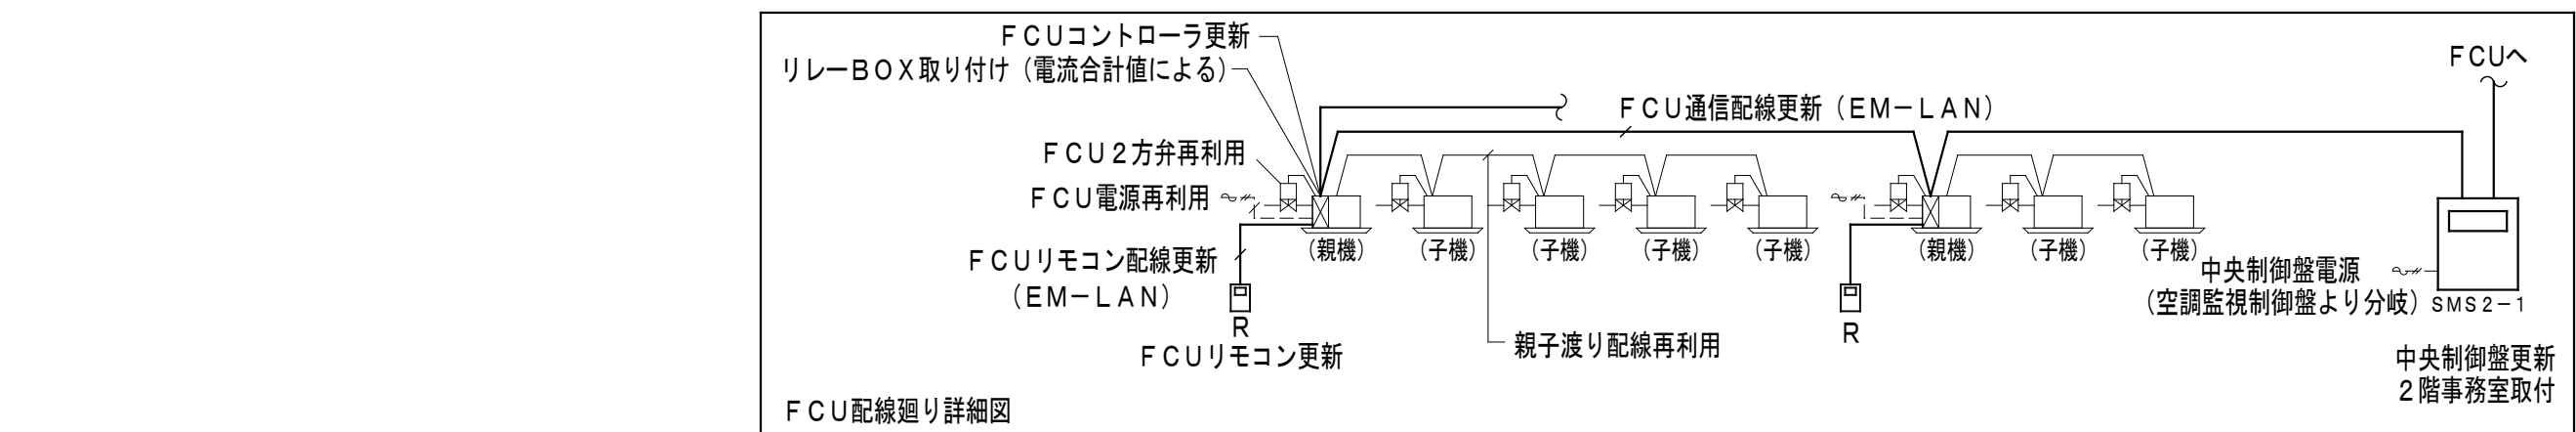 ＦＣＵコントローラ更新
リレーＢＯＸ取り付け（電流合計値による）
ＦＣＵへ
ＦＣＵ通信配線更新（ＥＭ－ＬＡＮ）
ＦＣＵ２方弁再利用
ＦＣＵ電源再利用
（親機）
（子機）
（子機）
（子機）
（子機）
（親機）
（子機）
（子機）
ＦＣＵリモコン配線更新
（ＥＭ－ＬＡＮ）
中央制御盤電源
（空調監視制御盤より分岐）
ＳＭＳ２－１
Ｒ
Ｒ
ＦＣＵリモコン更新
親子渡り配線再利用
中央制御盤更新
２階事務室取付
ＦＣＵ配線廻り詳細図